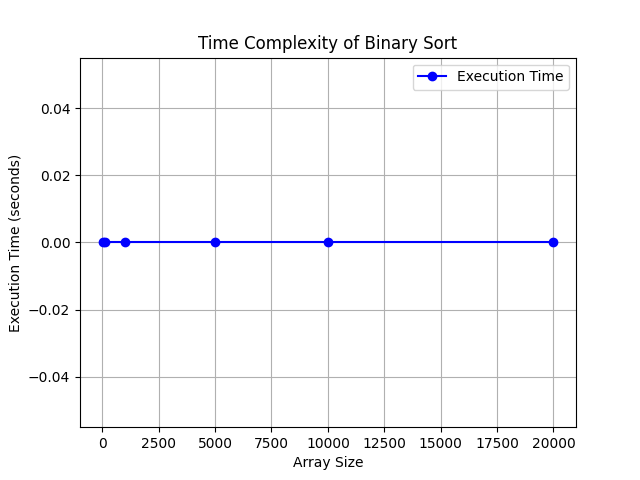 Time Complexity of Binary Sort
Execution Time
0.04
0.02
0.00
−0.02
−0.04
Execution Time (seconds)
0 2500 5000 7500 10000 12500 15000 17500 20000
Array Size